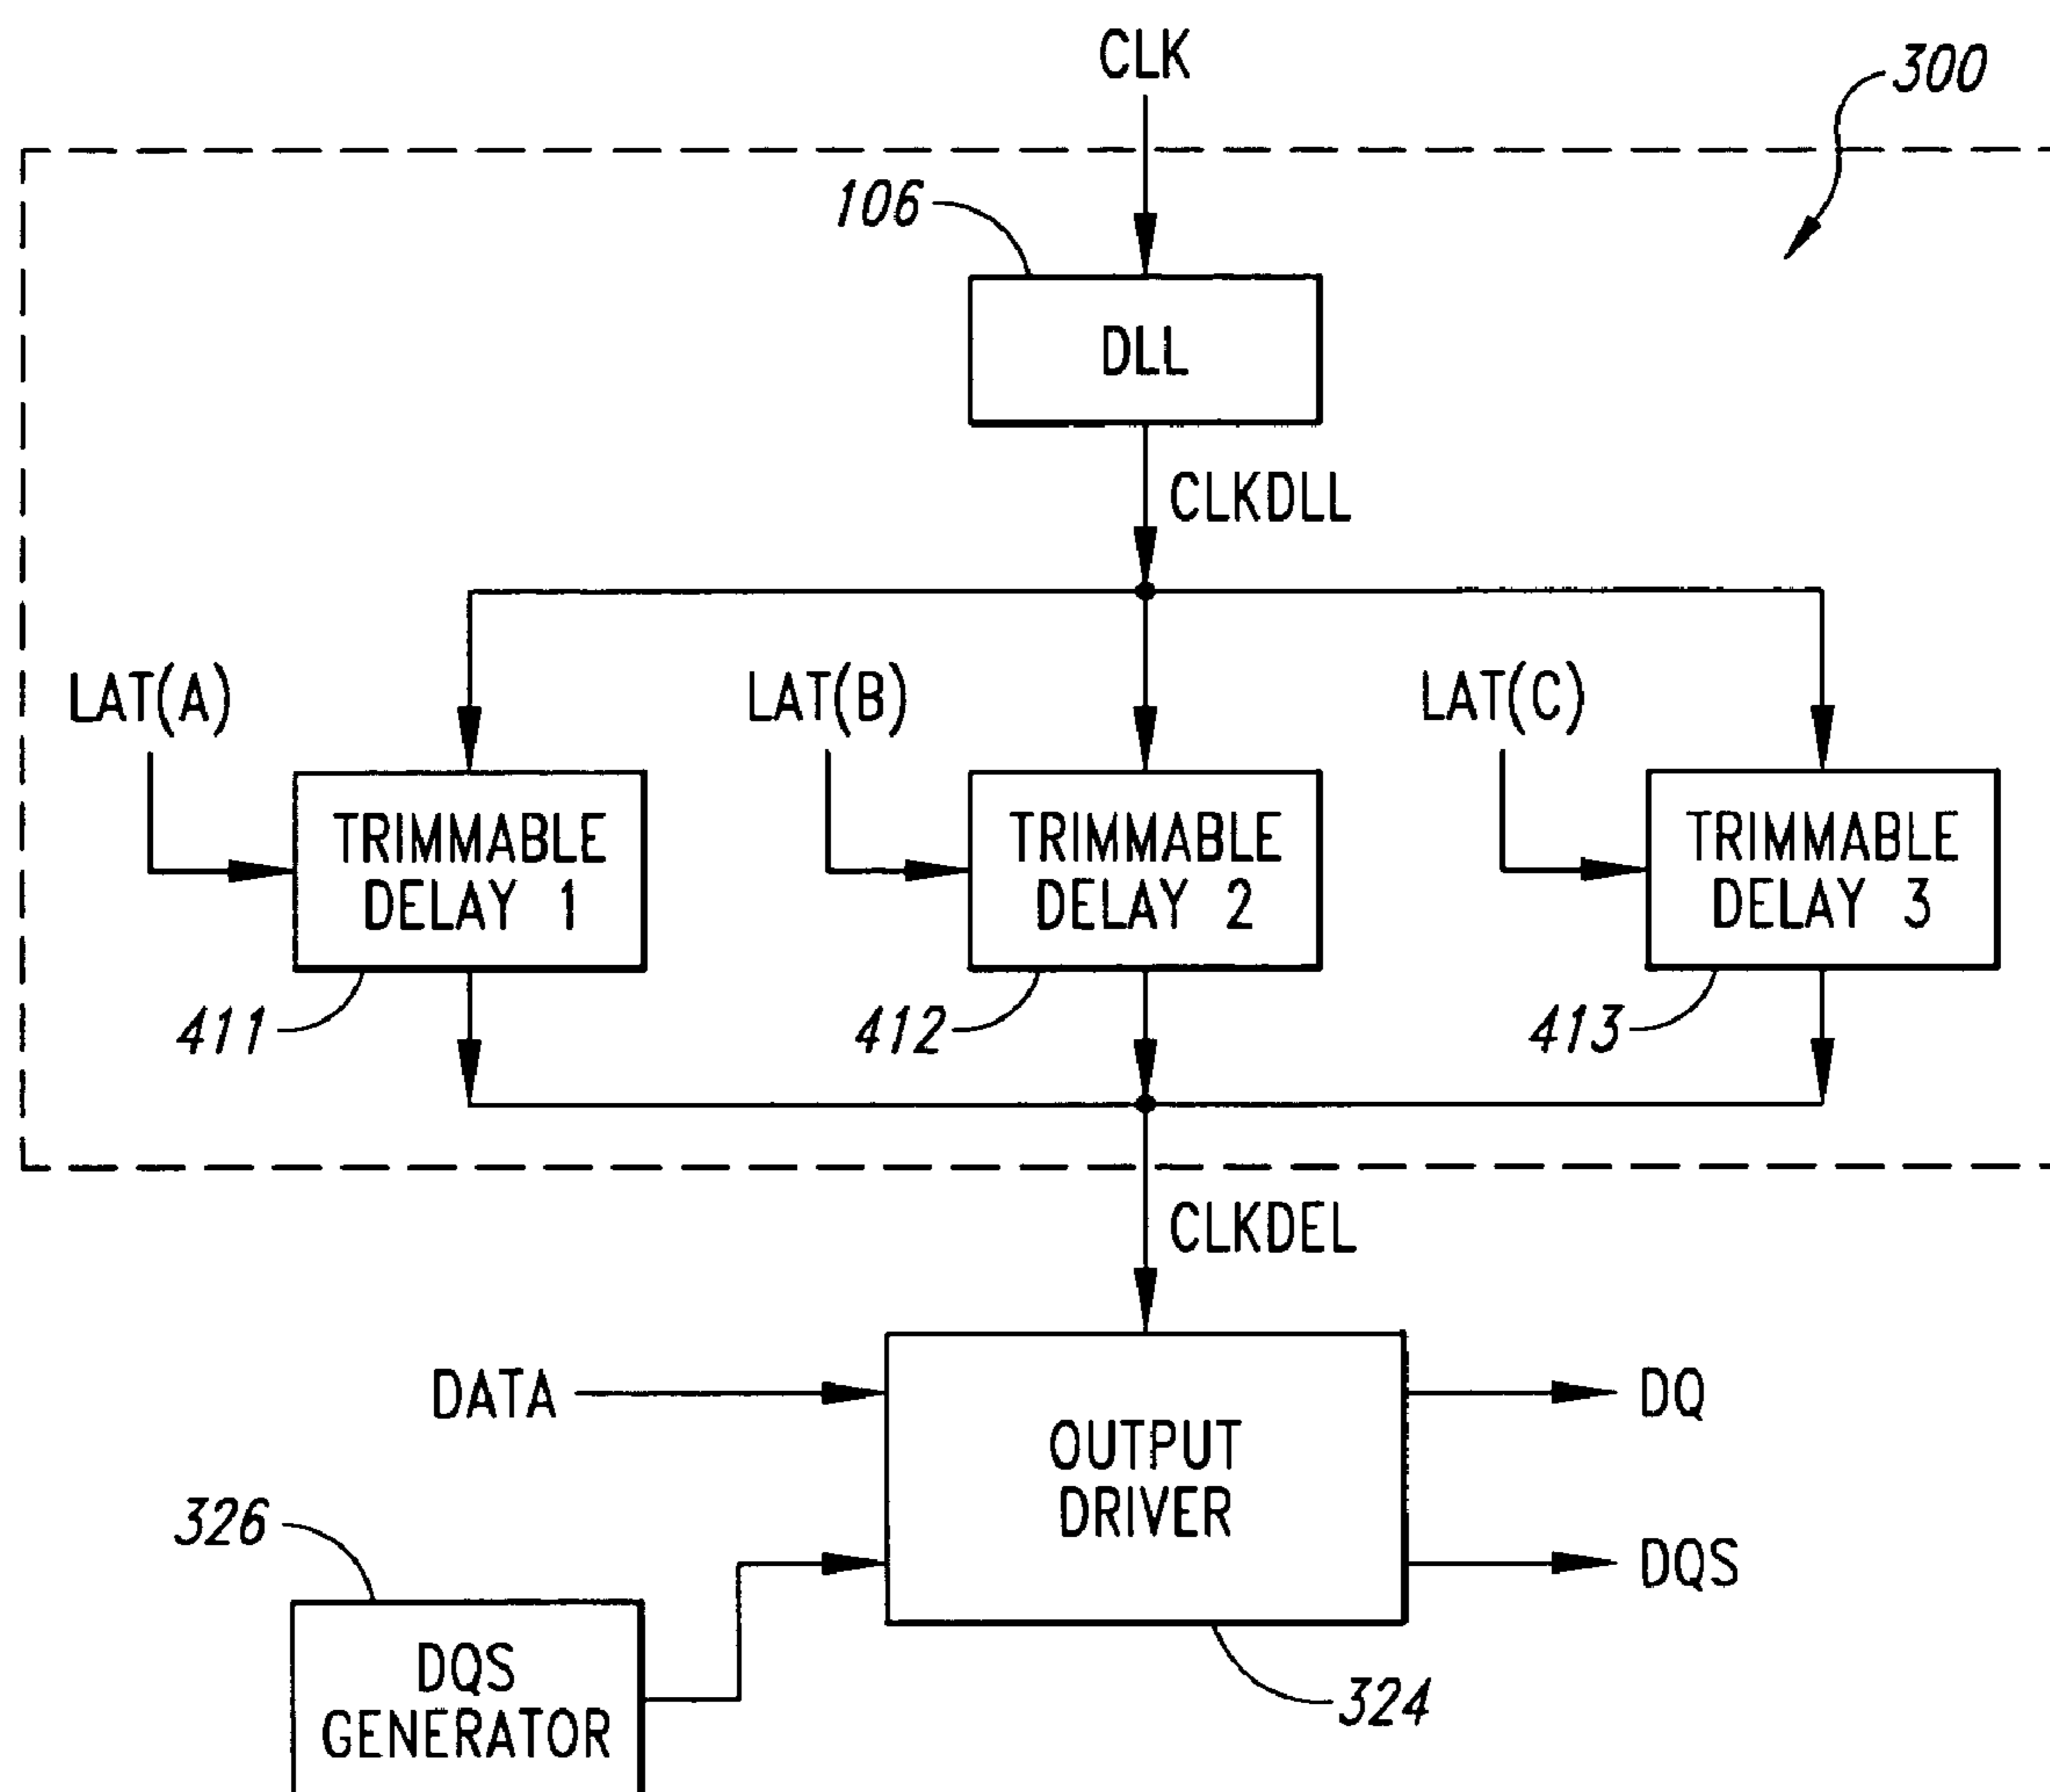 CLK
300
106
DLL
CLKDLL
LAT(A)
LAT(B)
LAT(C)
TRIMMABLE
DELAY 1
TRIMMABLE
DELAY 2
TRIMMABLE
DELAY 3
411
412
413
CLKDEL
DATA
DQ
OUTPUT
DRIVER
326
DQS
DQS
GENERATOR
324